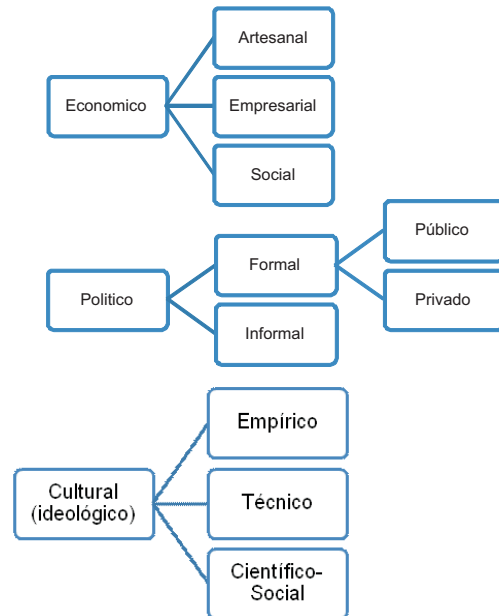 Economico
Artesanal
Empresarial
Social
Politico
Formal
Informal
Público
Privado
Cultural
(ideológico)
Empírico
Técnico
Científico-
Social